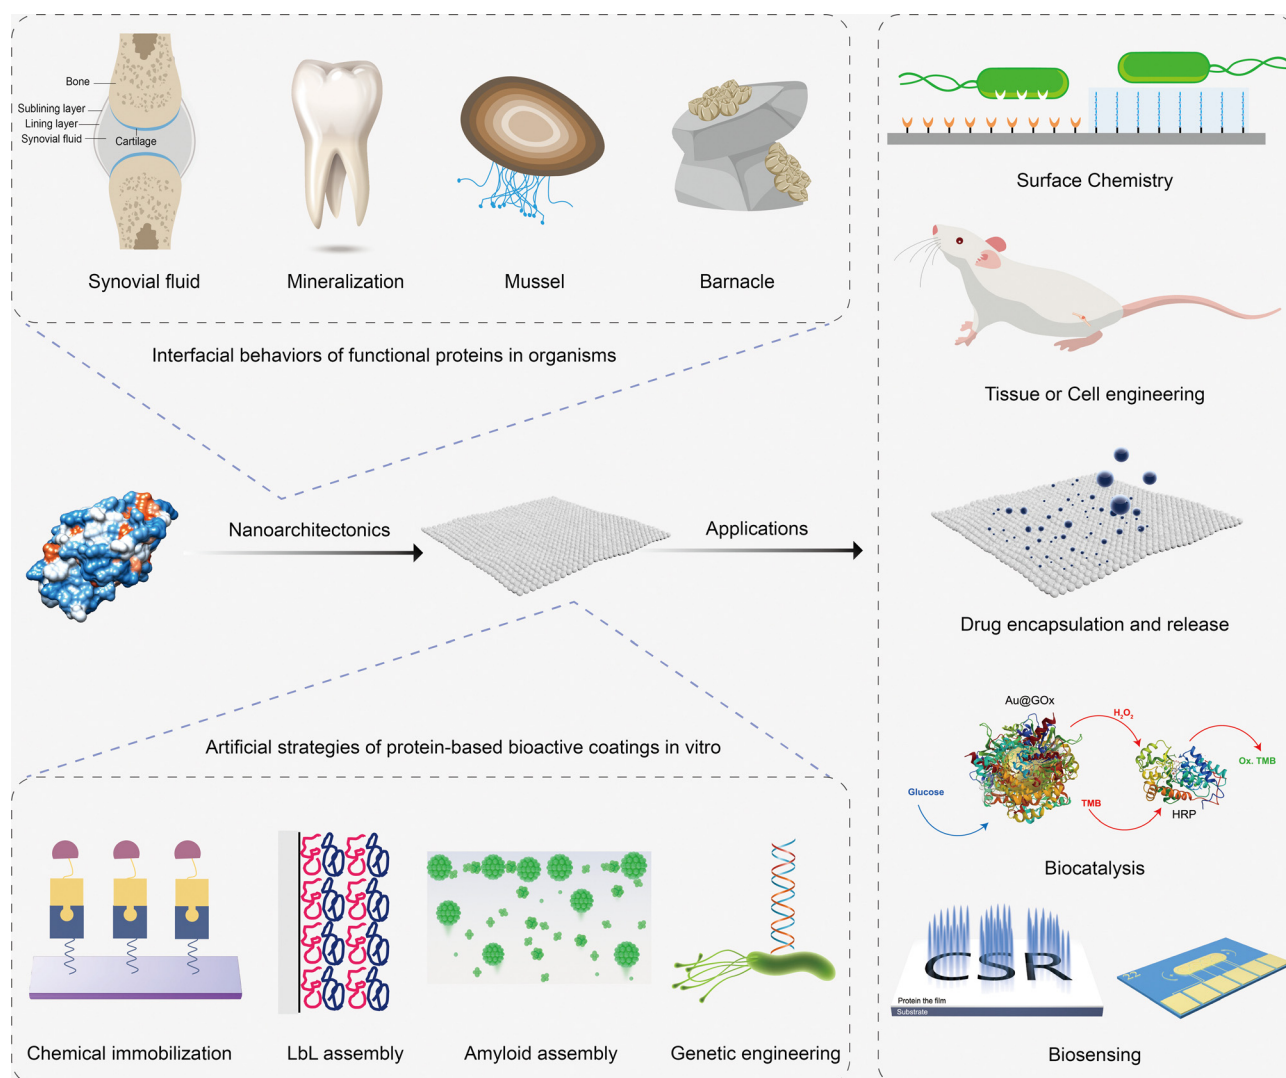 Bone
Sublining layer
Lining layer
Synovial fluid
Cartilage
Synovial fluid
Mineralization
Mussel
Barnacle
Interfacial behaviors of functional proteins in organisms
Nanoarchitectonics
Applications
Artificial strategies of protein-based bioactive coatings in vitro
Chemical immobilization
LbL assembly
Amyloid assembly
Genetic engineering
Surface Chemistry
Tissue or Cell engineering
Drug encapsulation and release
Au@GOx
H₂O₂
Glucose
TMB
HRP
Ox. TMB
Biocatalysis
CSR
Protein the film
Substrate
22
Biosensing